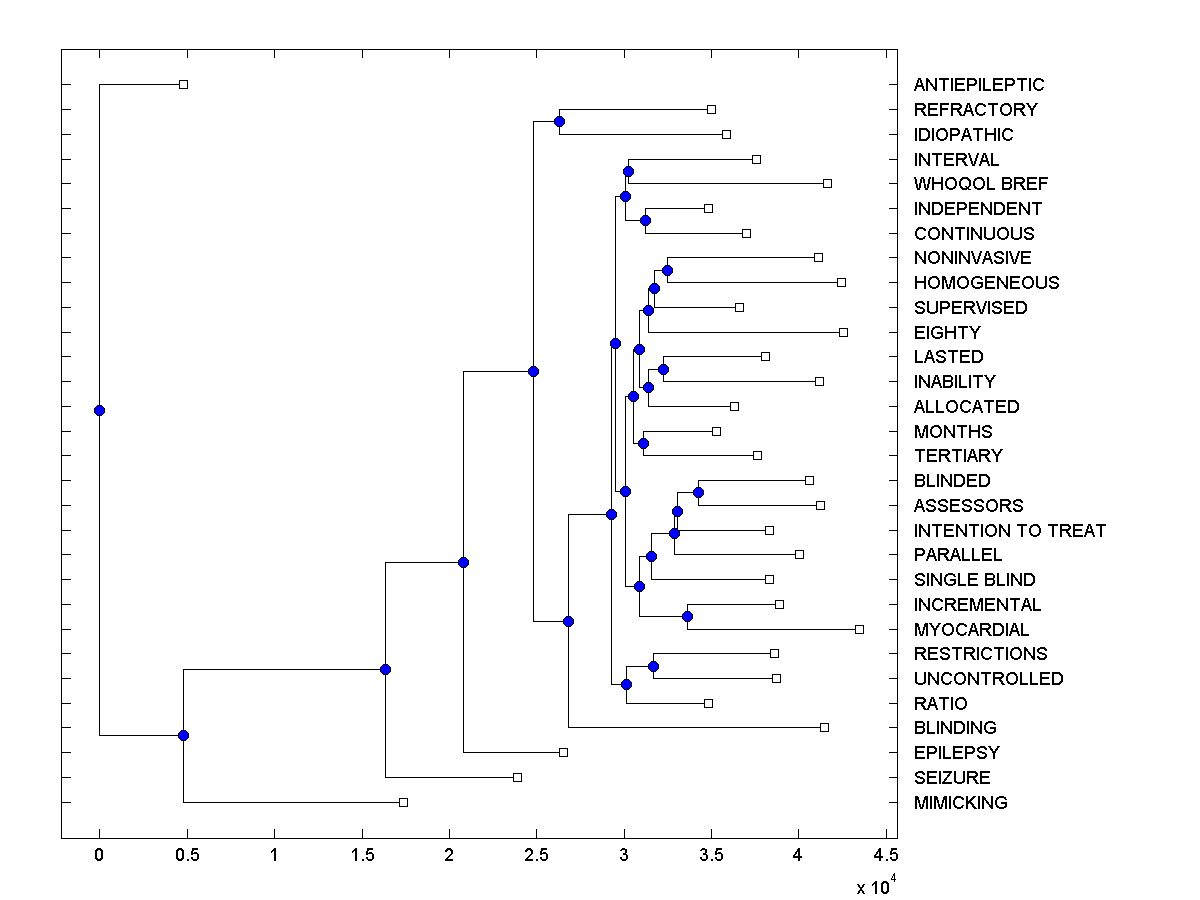 ANTIEPILEPTIC
REFRACTORY
IDIOPATHIC
INTERVAL
WHOQOL BREF
INDEPENDENT
CONTINUOUS
NONINVASIVE
HOMOGENEOUS
SUPERVISED
EIGHTY
LASTED
INABILITY
ALLOCATED
MONTHS
TERTIARY
BLINDED
ASSESSORS
INTENTION TO TREAT
PARALLEL
SINGLE BLIND
INCREMENTAL
MYOCARDIAL
RESTRICTIONS
UNCONTROLLED
RATIO
BLINDING
EPILEPSY
SEIZURE
MIMICKING
0 0.5 1 1.5 2 2.5 3 3.5 4 4.5
x 10^4